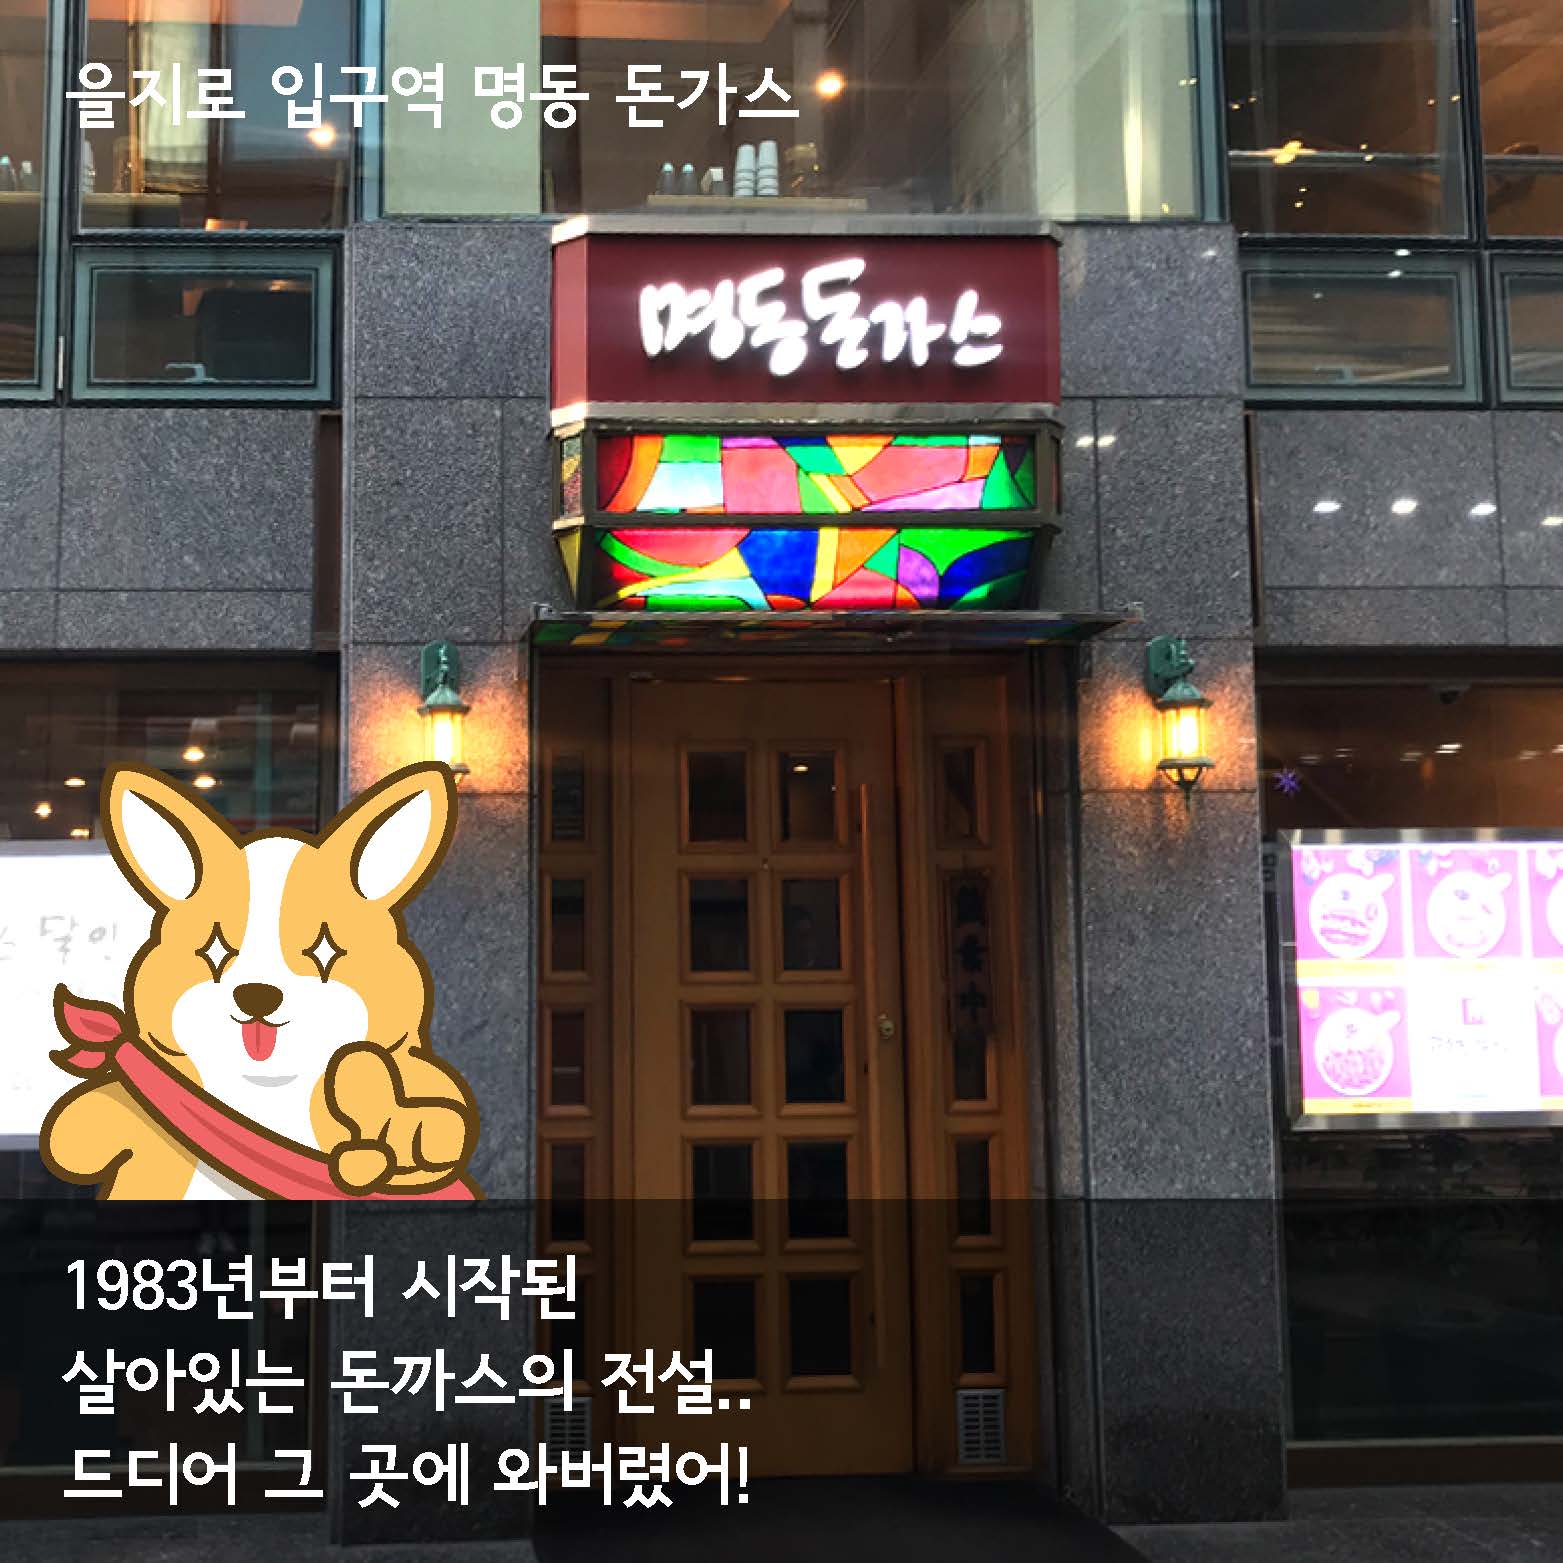 을지로 입구역 명동 돈가스
명동돈가스
달인
1983년부터 시작된
살아있는 돈까스의 전설..
드디어 그 곳에 와버렸어!